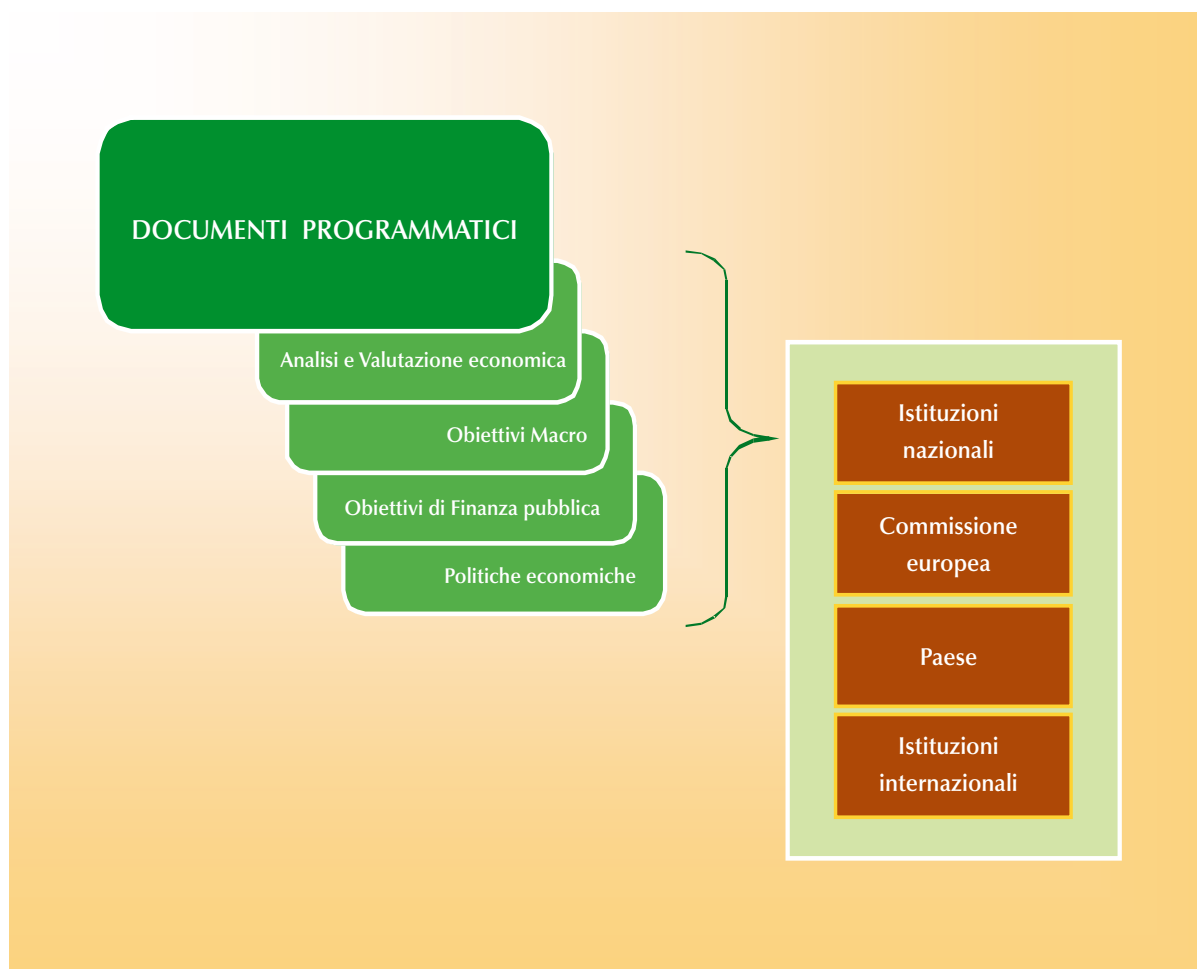 DOCUMENTI PROGRAMMATICI
Analisi e Valutazione economica
Obiettivi Macro
Obiettivi di Finanza pubblica
Politiche economiche
Istituzioni
nazionali
Commissione
europea
Paese
Istituzioni
internazionali